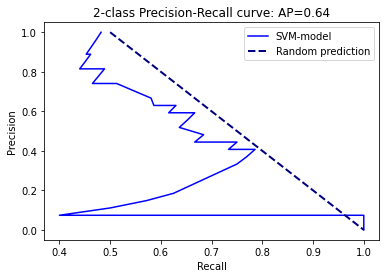 2-class Precision-Recall curve: AP=0.64
SVM-model
Random prediction
Precision
1.0
0.8
0.6
0.4
0.2
0.0
0.4 0.5 0.6 0.7 0.8 0.9 1.0
Recall